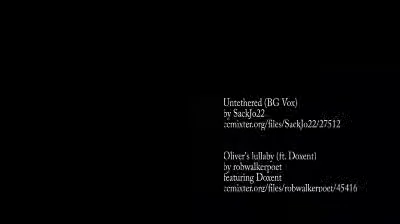 Untethered (BG Vox)
by SackJo22
ccmixter.org/files/SackJo22/27512
Oliver's lullaby (ft. Doxent)
by robwalkerpoet
featuring Doxent
ccmixter.org/files/robwalkerpoet/45416